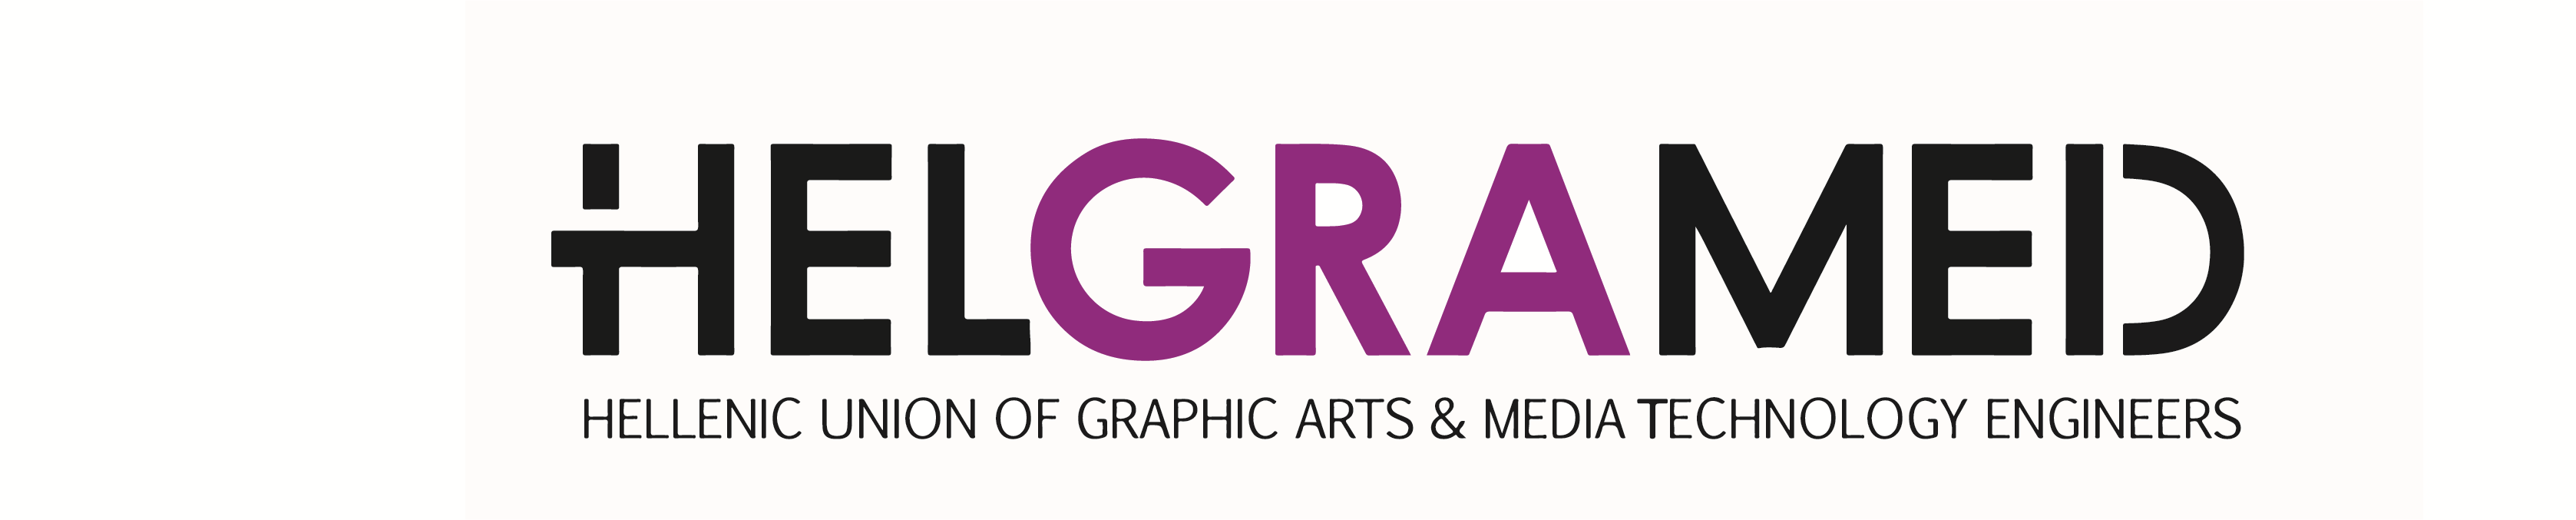 HELGRAMED
HELLENIC UNION OF GRAPHIC ARTS & MEDIA TECHNOLOGY ENGINEERS